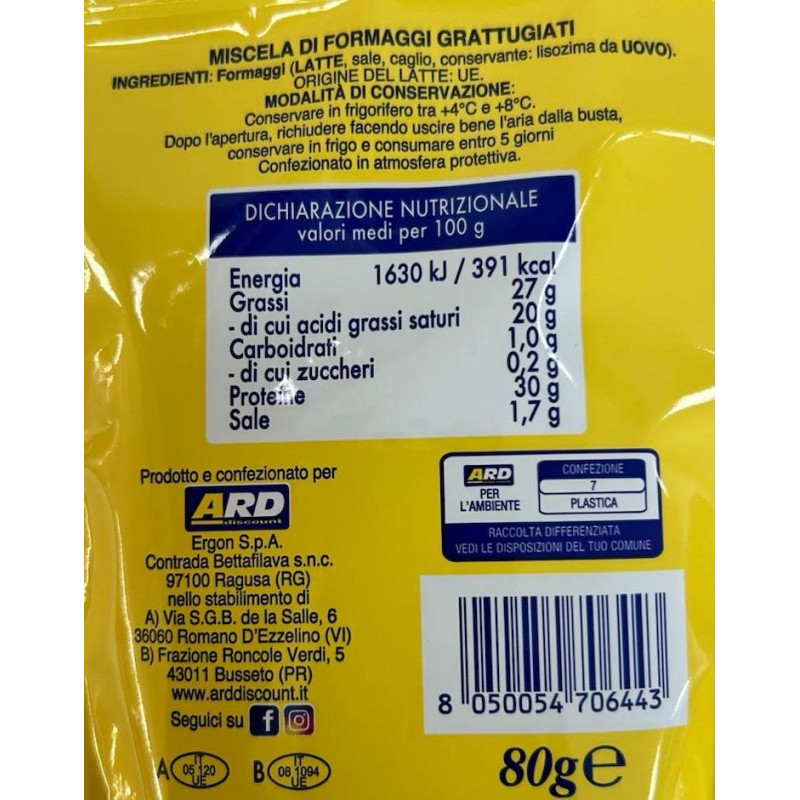 MISCELA DI FORMAGGI GRATTUGIATI
INGREDIENTI: Formaggi (LATTE, sale, caglio, conservante: lisozima da UOVO).
ORIGINE DEL LATTE: UE.
MODALITÀ DI CONSERVAZIONE:
Conservare in frigorifero tra +4°C e +8°C.
Dopo l'apertura, richiudere facendo uscire bene l'aria dalla busta,
conservare in frigo e consumare entro 5 giorni
Confezionato in atmosfera protettiva.
DICHIARAZIONE NUTRIZIONALE
valori medi per 100 g
Energia 1630 kJ / 391 kcal
Grassi 27 g
- di cui acidi grassi saturi 20 g
Carboidrati 1,0 g
- di cui zuccheri 0,2 g
Proteine 30 g
Sale 1,7 g
Prodotto e confezionato per
ARD
discount
Ergon S.p.A.
Contrada Bettafilava s.n.c.
97100 Ragusa (RG)
nello stabilimento di
A) Via S.G.B. de la Salle, 6
36060 Romano D'Ezzelino (VI)
B) Frazione Roncole Verdi, 5
43011 Busseto (PR)
www.arddiscount.it
Seguici su f
A IT 05 120 UE
B IT 08 1094 UE
ARD
PER
L'AMBIENTE
CONFEZIONE
7
PLASTICA
RACCOLTA DIFFERENZIATA
VEDI LE DISPOSIZIONI DEL TUO COMUNE
8 050054 706443
80g e